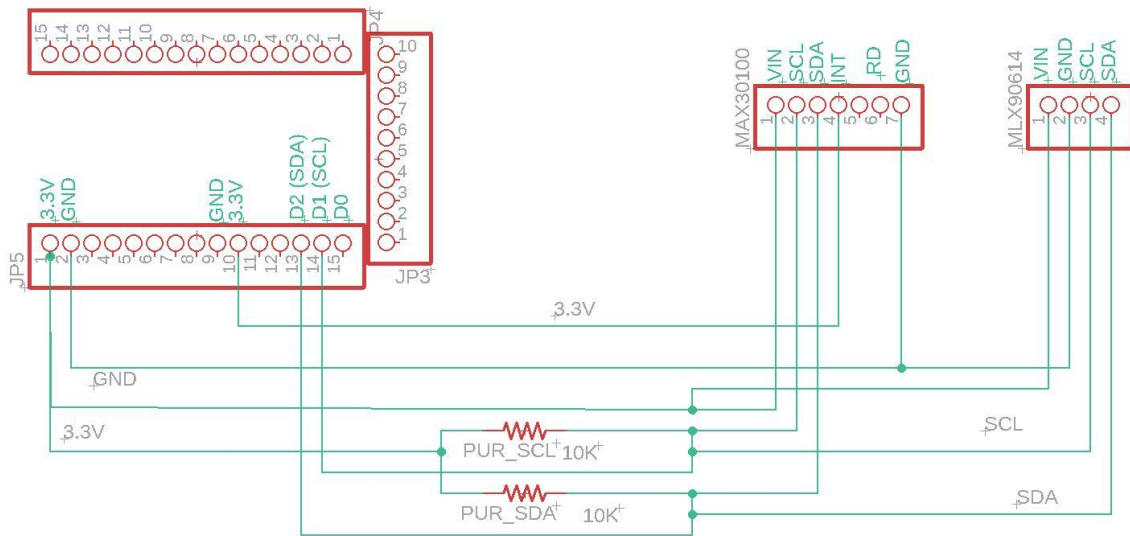 15 14 13 12 11 10 9 8 7 6 5 4 3 2 1
JP4
10
9
8
7
6
5
4
3
2
1
JP3
3.3V GND GND 3.3V D2 (SDA) D1 (SCL) D0
1 2 3 4 5 6 7 8 9 10 11 12 13 14 15
JP5
VIN SCL SDA INT RD GND
MAX30100
1 2 3 4 5 6 7
VIN GND SCL SDA
MLX90614
1 2 3 4
3.3V
GND
3.3V
PUR_SCL 10K
SCL
PUR_SDA 10K
SDA